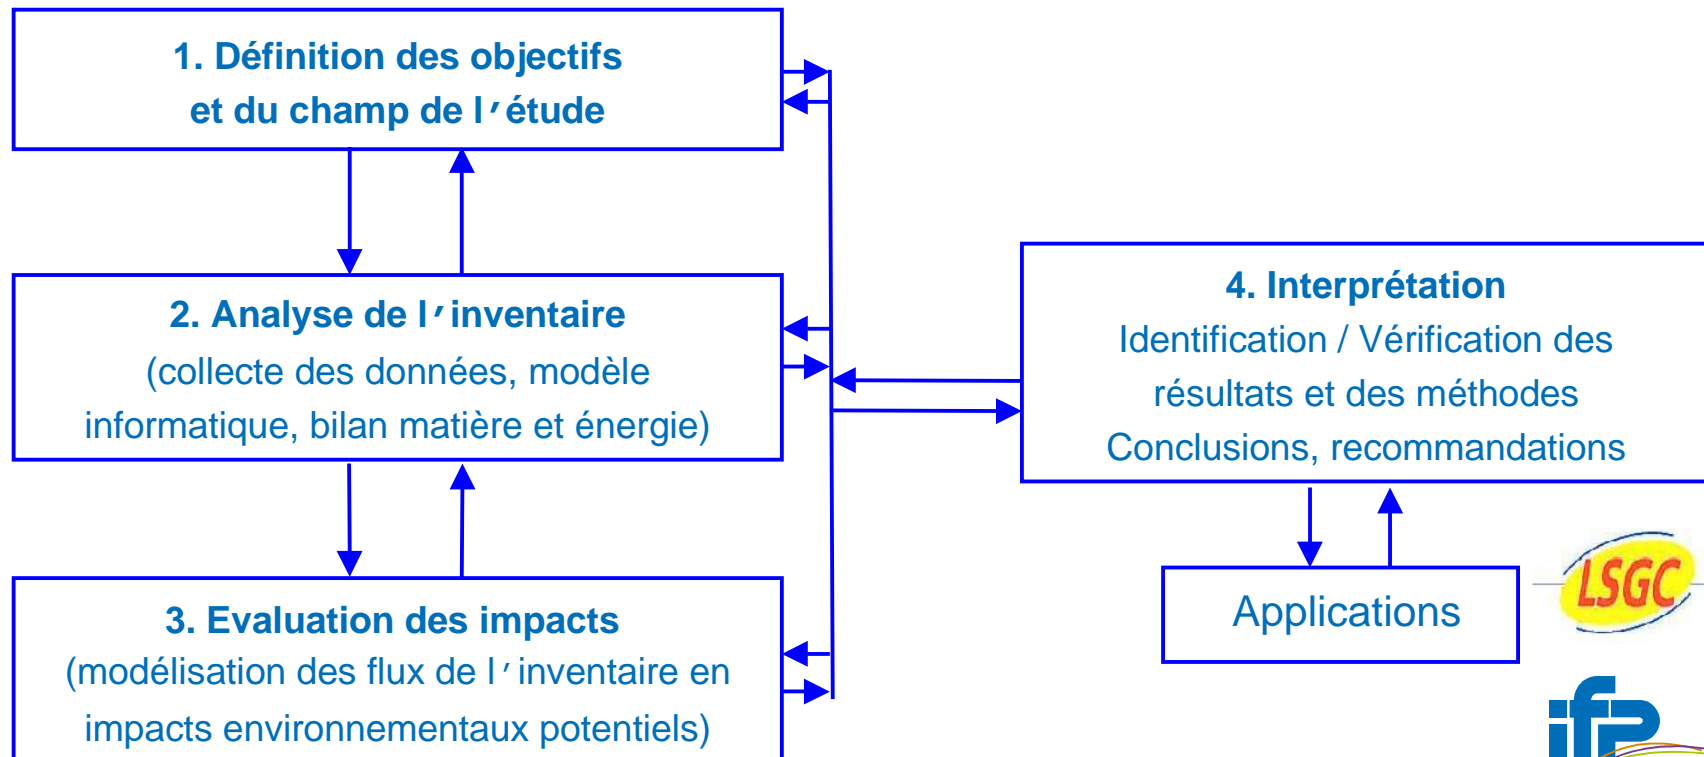 1. Définition des objectifs
et du champ de l'étude
2. Analyse de l'inventaire
(collecte des données, modèle
informatique, bilan matière et énergie)
3. Evaluation des impacts
(modélisation des flux de l'inventaire en
impacts environnementaux potentiels)
4. Interprétation
Identification / Vérification des
résultats et des méthodes
Conclusions, recommandations
Applications
LSGC
ifp